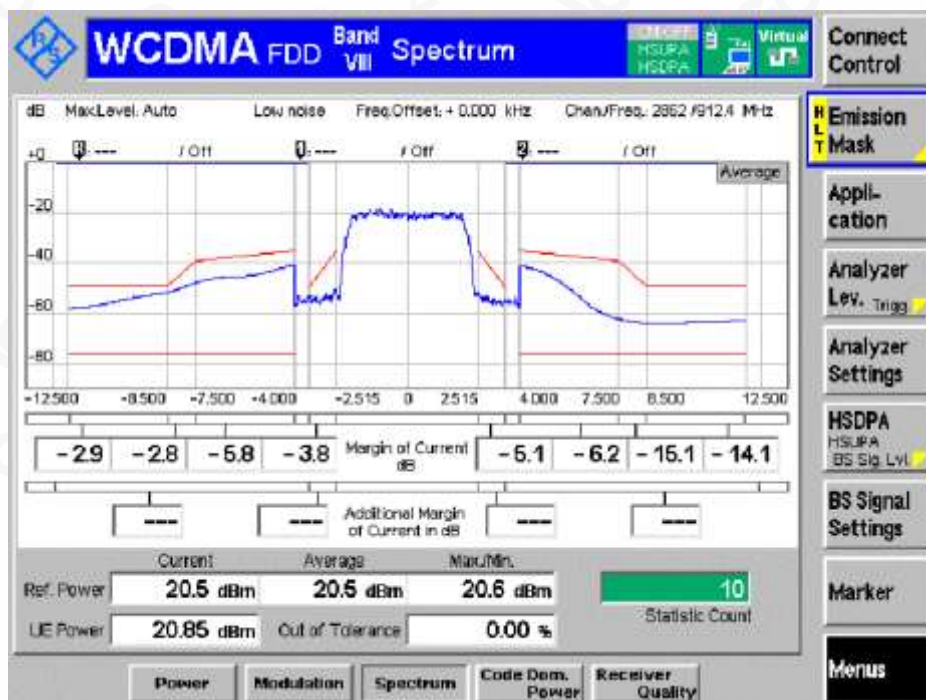 R S
WCDMA FDD Band VIII Spectrum
HSUPA
HSDPA
Virtual
Connect
Control
dB Max.Level: Auto Low noise Freq.Offset: + 0.000 kHz Chan./Freq.: 2862 /912.4 MHz
HLT
Emission
Mask
+0 --- / Off 1: --- / Off 2: --- / Off
Average
-20
-40
-60
-80
Appli-
cation
Analyzer
Lev. Trigg
Analyzer
Settings
-12.500 -8.500 -7.500 -4.000 -2.515 0 2.515 4.000 7.500 8.500 12.500
-2.9 -2.8 -5.8 -3.8 Margin of Current dB -5.1 -6.2 -15.1 -14.1
HSDPA
HSUPA
BS Sig. Lvl.
--- --- Additional Margin
of Current in dB --- ---
BS Signal
Settings
Current Average Max./Min.
Ref. Power 20.5 dBm 20.5 dBm 20.6 dBm
10
Statistic Count
UE Power 20.85 dBm Out of Tolerance 0.00 %
Marker
Power Modulation Spectrum Code Dom. Power Receiver Quality
Menus